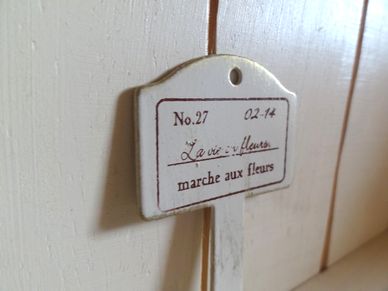 No.27 02-14
La vie en fleurs.
marche aux fleurs